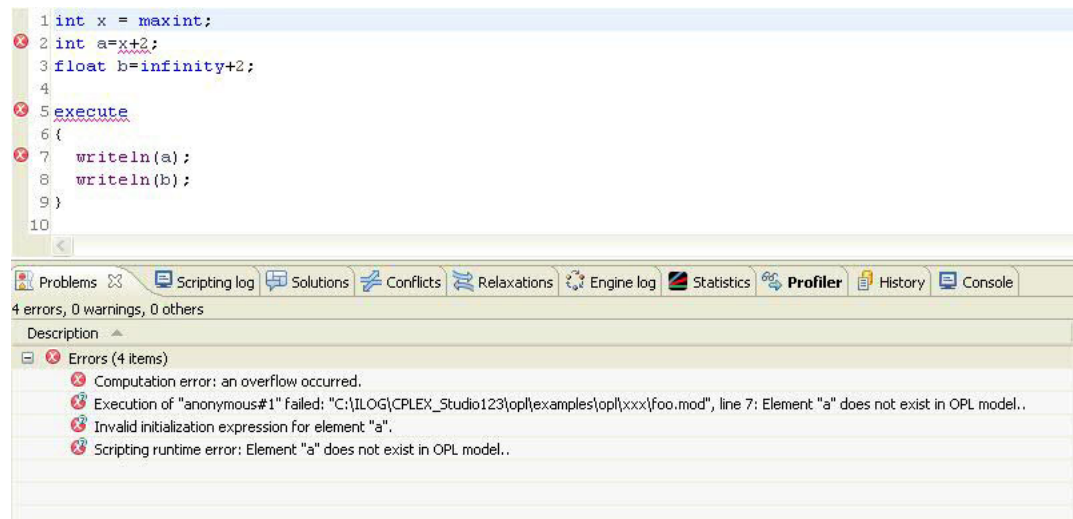 1 int x = maxint;
2 int a=x+2;
3 float b=infinity+2;
4
5 execute
6 {
7 writeln(a);
8 writeln(b);
9 }
10
Problems Scripting log Solutions Conflicts Relaxations Engine log Statistics Profiler History Console
4 errors, 0 warnings, 0 others
Description
Errors (4 items)
Computation error: an overflow occurred.
Execution of "anonymous#1" failed: "C:\ILOG\CPLEX_Studio123\opl\examples\opl\xxx\foo.mod", line 7: Element "a" does not exist in OPL model..
Invalid initialization expression for element "a".
Scripting runtime error: Element "a" does not exist in OPL model..